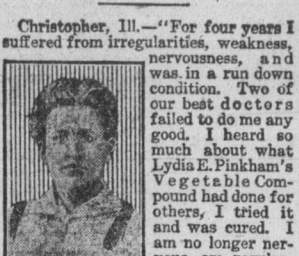 Christopher, Ill.—"For four years I
suffered from irregularities, weakness,
nervousness, and
was in a run down
condition. Two of
our best doctors
failed to do me any
good. I heard so
much about what
Lydia E. Pinkham's
Vegetable Com-
pound had done for
others, I tried it
and was cured. I
am no longer ner-